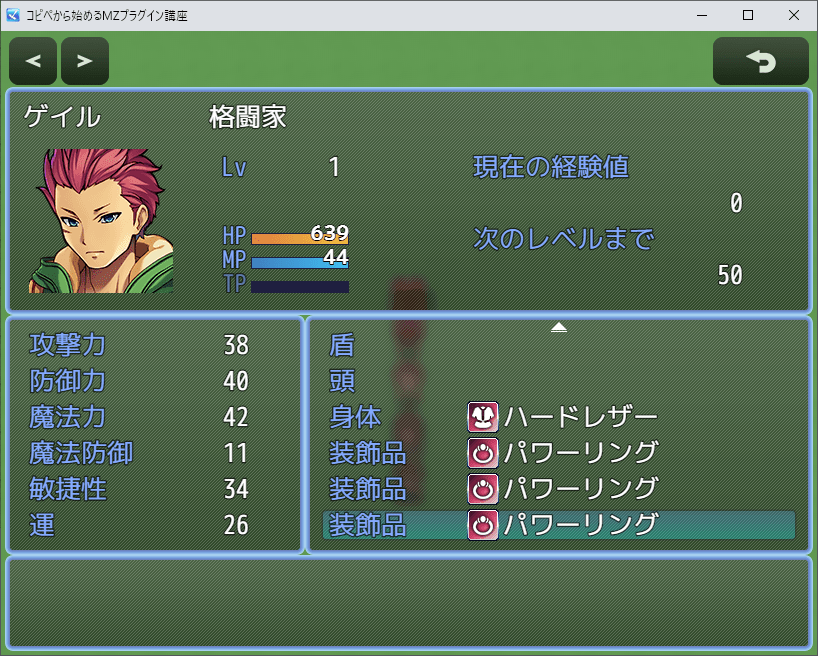 コピペから始めるMZプラグイン講座
ゲイル 格闘家
Lv 1
現在の経験値
0
HP 639
次のレベルまで
MP 44
TP
50
攻撃力 38
防御力 40
魔法力 42
魔法防御 11
敏捷性 34
運 26
盾
頭
身体 ハードレザー
装飾品 パワーリング
装飾品 パワーリング
装飾品 パワーリング